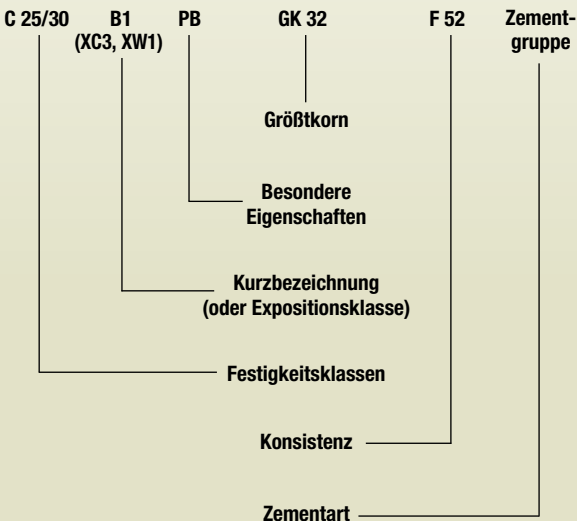 C 25/30 B1 PB GK 32 F 52 Zement-
(XC3, XW1) gruppe
Größtkorn
Besondere
Eigenschaften
Kurzbezeichnung
(oder Expositionsklasse)
Festigkeitsklassen
Konsistenz
Zementart